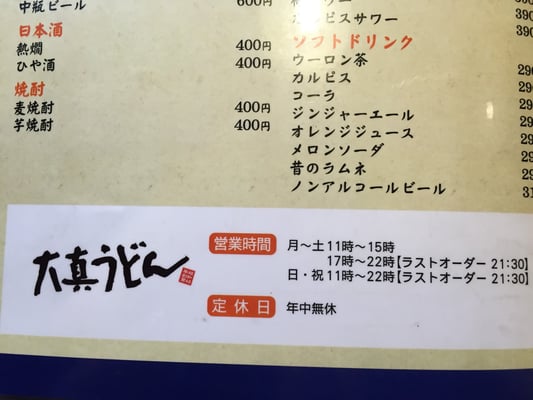 中瓶ビール 600円
日本酒
熱燗 400円
ひや酒 400円
焼酎
麦焼酎 400円
芋焼酎 400円
サワー
カルピスサワー 390
ソフトドリンク
ウーロン茶
カルピス
コーラ
ジンジャーエール
オレンジジュース
メロンソーダ
昔のラムネ
ノンアルコールビール
大真うどん
営業時間 月〜土11時〜15時
17時〜22時【ラストオーダー 21:30】
日・祝11時〜22時【ラストオーダー 21:30】
定休日 年中無休